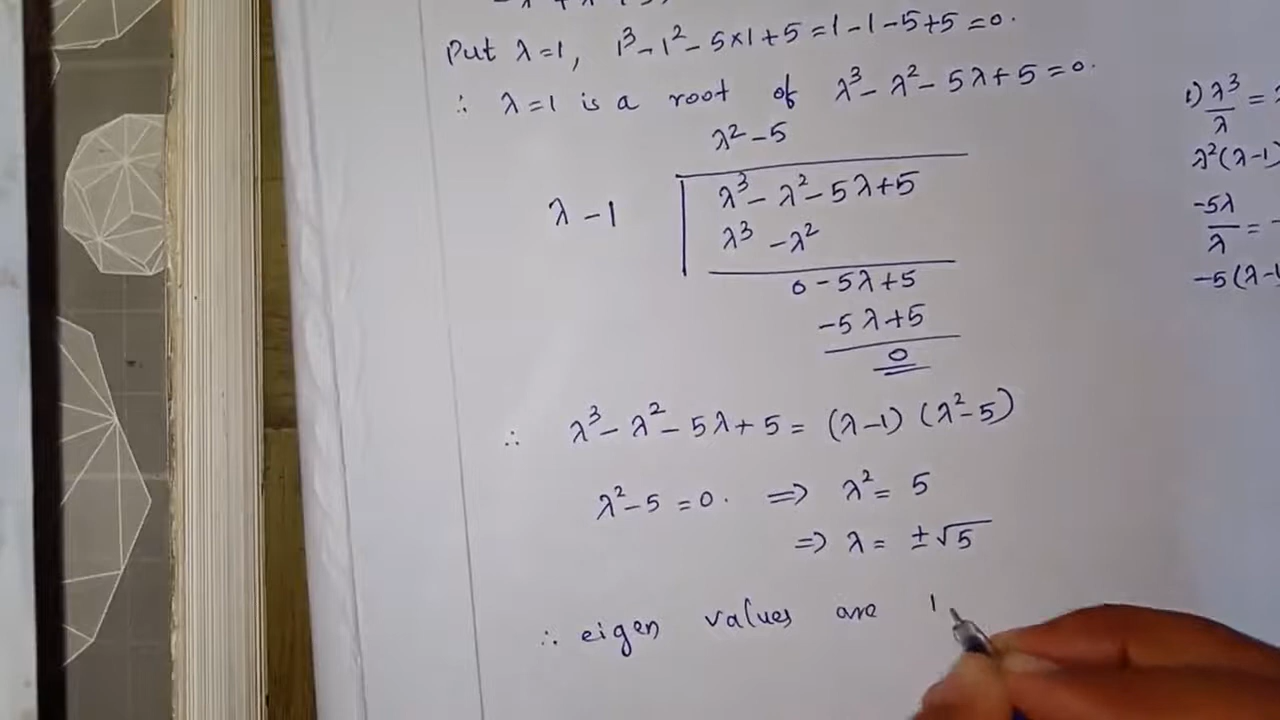 Put λ=1, 1³-1²-5×1+5=1-1-5+5=0.
∴ λ=1 is a root of λ³-λ²-5λ+5=0.
λ²-5
λ-1 λ³-λ²-5λ+5
λ³-λ²
0-5λ+5
-5λ+5
0
∴ λ³-λ²-5λ+5=(λ-1)(λ²-5)
λ²-5=0. ⇒ λ²=5
⇒ λ=±√5
∴ eigen values are 1
1) λ³/λ =
λ²(λ-1)
-5λ/λ =
-5(λ-1